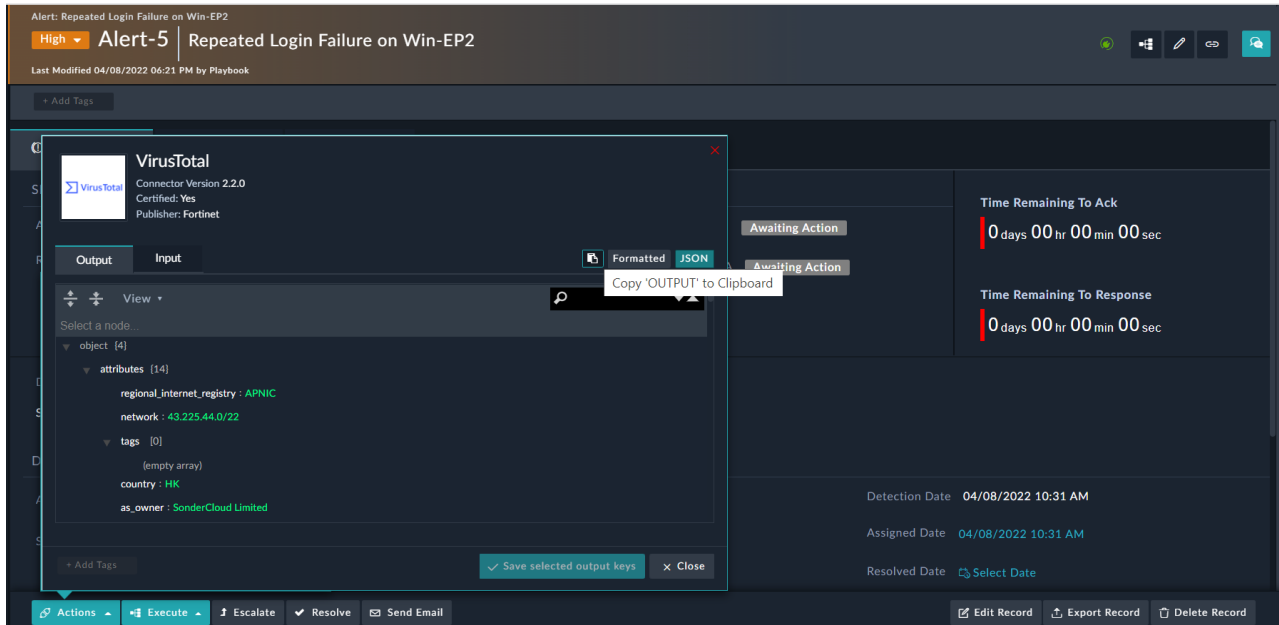 Alert: Repeated Login Failure on Win-EP2
High Alert-5 Repeated Login Failure on Win-EP2
Last Modified 04/08/2022 06:21 PM by Playbook
+ Add Tags
VirusTotal
VirusTotal
Connector Version 2.2.0
Certified: Yes
Publisher: Fortinet
Output Input Formatted JSON
Copy 'OUTPUT' to Clipboard
View
Select a node...
object [4]
attributes [14]
regional_internet_registry : APNIC
network : 43.225.44.0/22
tags [0]
(empty array)
country : HK
as_owner : SonderCloud Limited
+ Add Tags
Save selected output keys
Close
Awaiting Action
Awaiting Action
Time Remaining To Ack
0 days 00 hr 00 min 00 sec
Time Remaining To Response
0 days 00 hr 00 min 00 sec
Detection Date 04/08/2022 10:31 AM
Assigned Date 04/08/2022 10:31 AM
Resolved Date Select Date
Actions Execute Escalate Resolve Send Email Edit Record Export Record Delete Record